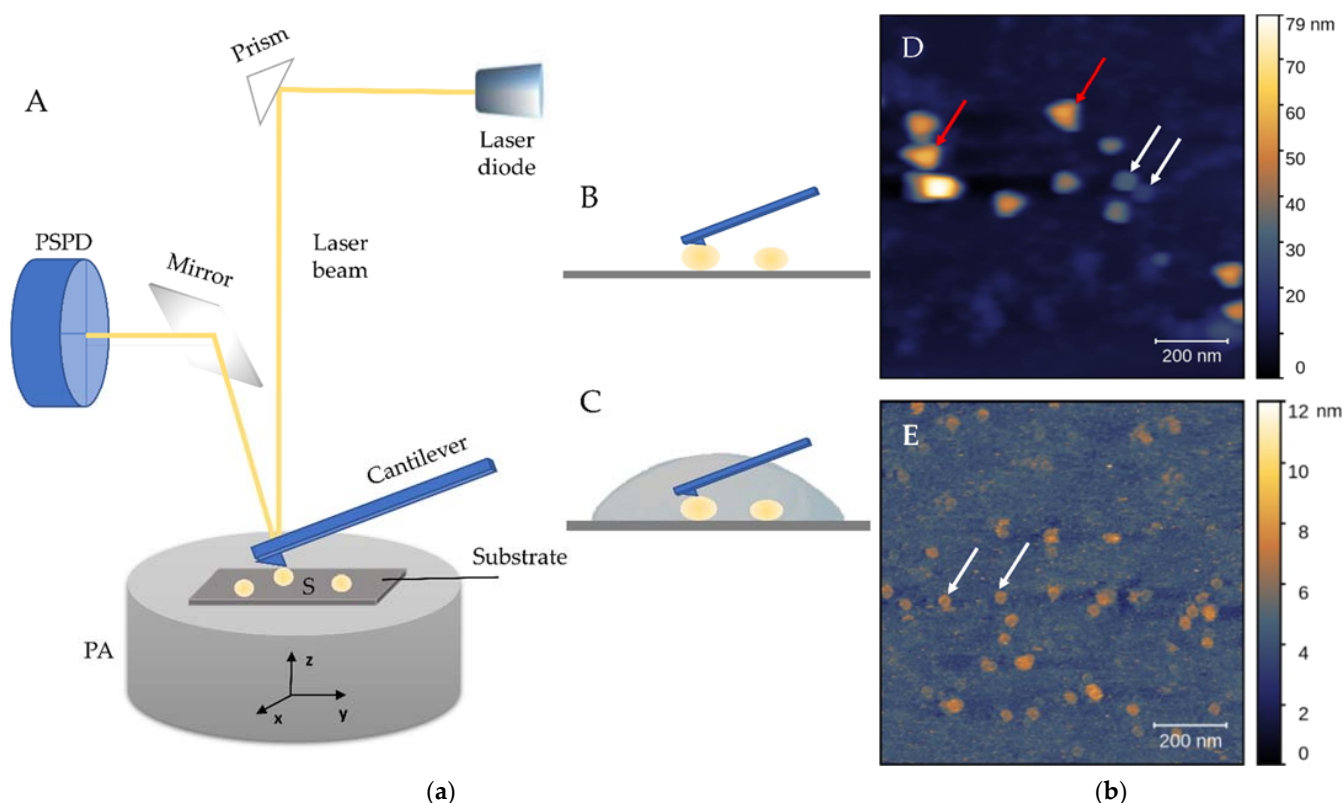 A
Prism
Laser
diode
PSPD
Mirror
Laser
beam
Cantilever
Substrate
S
PA
z
x
y
B
C
D
79 nm
70
60
50
40
30
20
10
0
200 nm
E
12 nm
10
8
6
4
2
0
200 nm
(a)
(b)